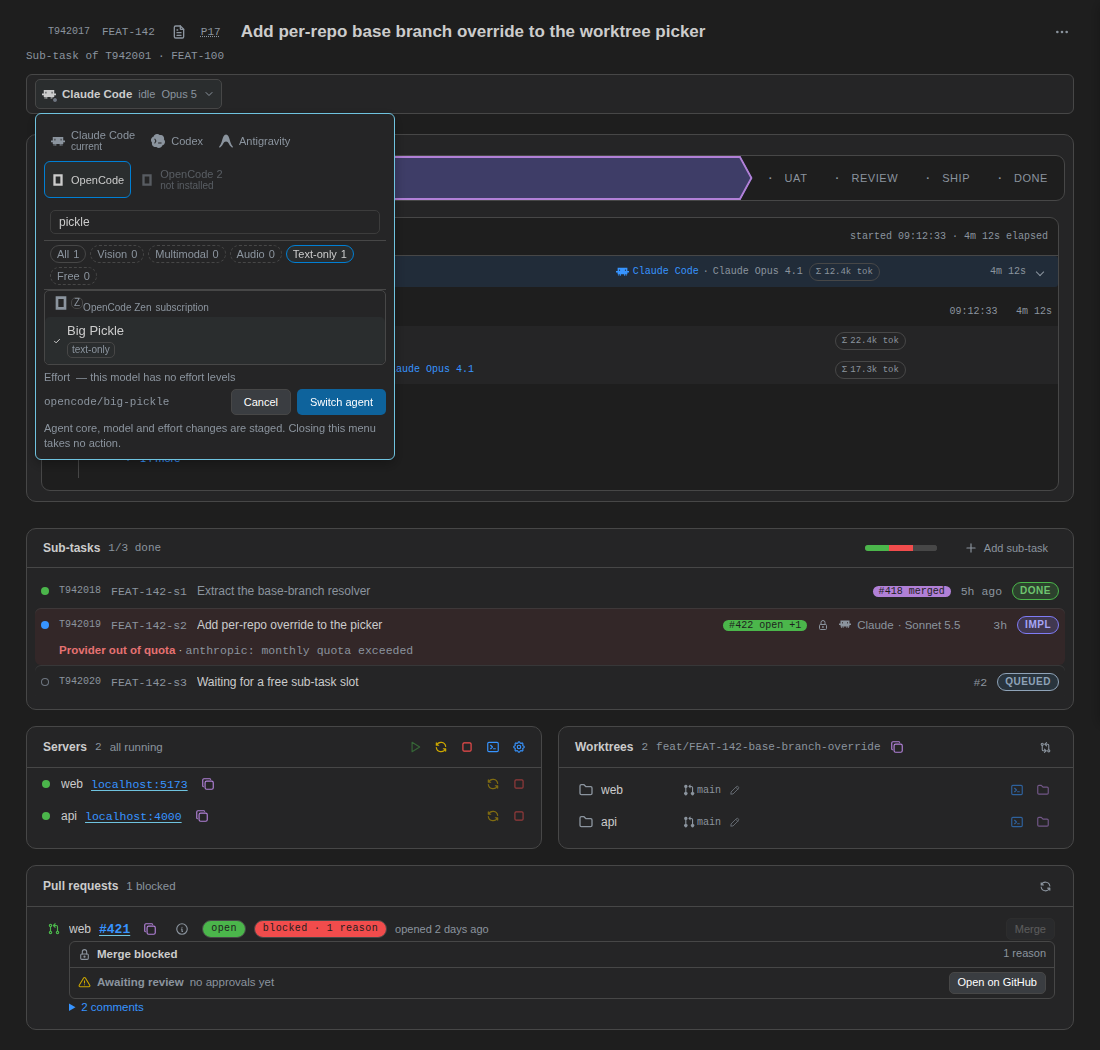 T942017 FEAT-142 P17 Add per-repo base branch override to the worktree picker
Sub-task of T942001 · FEAT-100
Claude Code idle Opus 5
Claude Code
current
Codex
Antigravity
OpenCode
OpenCode 2
not installed
pickle
All 1 Vision 0 Multimodal 0 Audio 0 Text-only 1
Free 0
Z OpenCode Zen subscription
Big Pickle
text-only
Effort — this model has no effort levels
opencode/big-pickle Cancel Switch agent
Agent core, model and effort changes are staged. Closing this menu
takes no action.
· UAT · REVIEW · SHIP · DONE
started 09:12:33 · 4m 12s elapsed
Claude Code · Claude Opus 4.1 Σ 12.4k tok 4m 12s
09:12:33 4m 12s
Σ 22.4k tok
aude Opus 4.1 Σ 17.3k tok
Sub-tasks 1/3 done Add sub-task
T942018 FEAT-142-s1 Extract the base-branch resolver #418 merged 5h ago DONE
T942019 FEAT-142-s2 Add per-repo override to the picker #422 open +1 Claude · Sonnet 5.5 3h IMPL
Provider out of quota · anthropic: monthly quota exceeded
T942020 FEAT-142-s3 Waiting for a free sub-task slot #2 QUEUED
Servers 2 all running
web localhost:5173
api localhost:4000
Worktrees 2 feat/FEAT-142-base-branch-override
web main
api main
Pull requests 1 blocked
web #421 open blocked · 1 reason opened 2 days ago Merge
Merge blocked 1 reason
Awaiting review no approvals yet Open on GitHub
2 comments